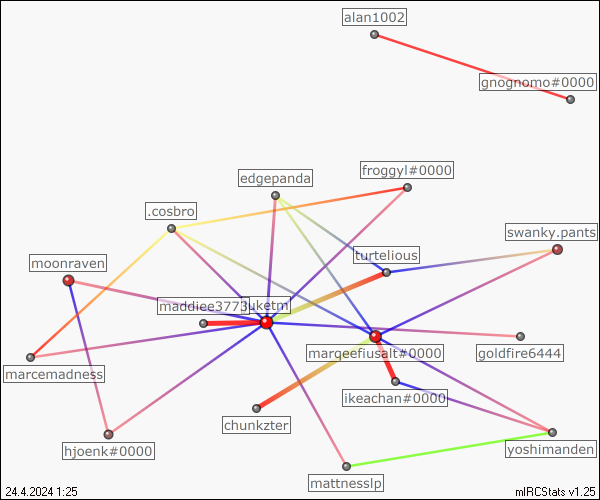 alan1002
gnognomo#0000
froggyl#0000
edgepanda
.cosbro
swanky.pants
turtelious
moonraven
maddiee3773
uketm
margeefiusalt#0000
goldfire6444
marcemadness
ikeachan#0000
chunkzter
hjoenk#0000
yoshimanden
mattnesslp
24.4.2024 1:25
mIRCStats v1.25